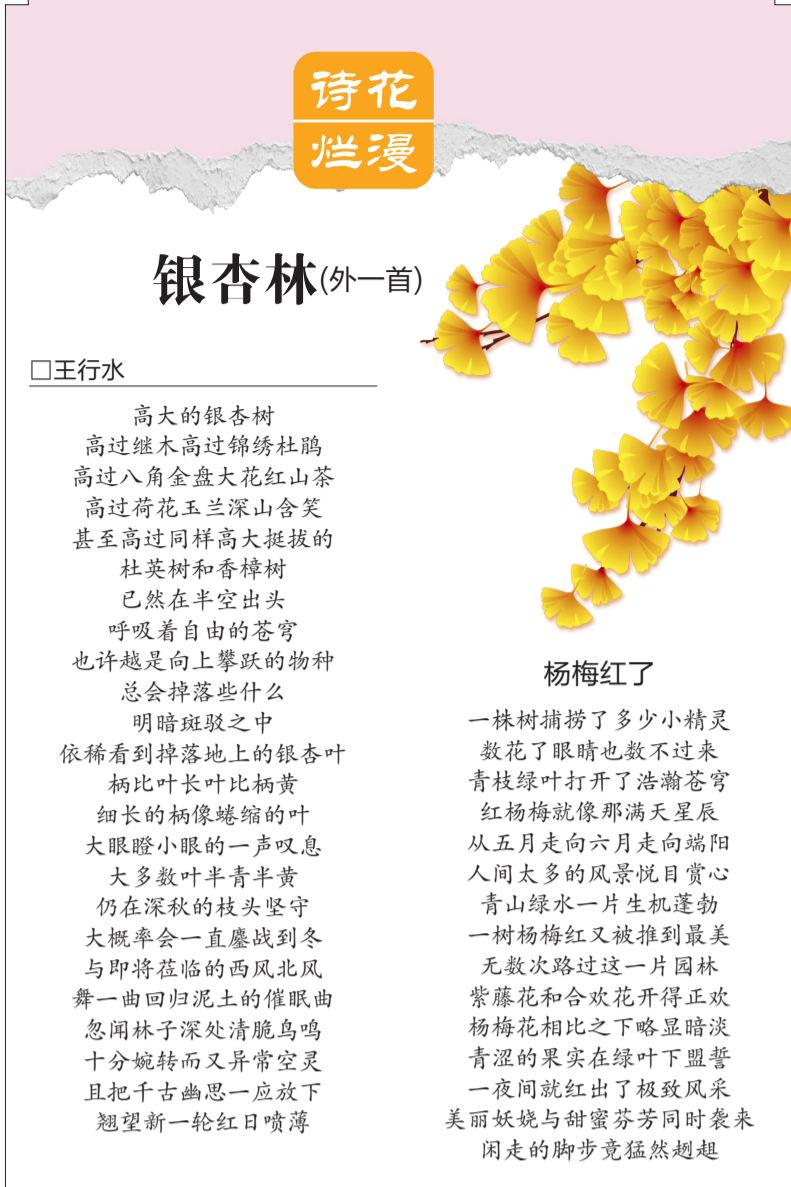 诗花
烂漫
银杏林(外一首)
□王行水
高大的银杏树
高过继木高过锦绣杜鹃
高过八角金盘大花红山茶
高过荷花玉兰深山含笑
甚至高过同样高大挺拔的
杜英树和香樟树
已然在半空出头
呼吸着自由的苍穹
也许越是向上攀跃的物种
总会掉落些什么
明暗斑驳之中
依稀看到掉落地上的银杏叶
柄比叶长叶比柄黄
细长的柄像蜷缩的叶
大眼瞪小眼的一声叹息
大多数叶半青半黄
仍在深秋的枝头坚守
大概率会一直鏖战到冬
与即将莅临的西风北风
舞一曲回归泥土的催眠曲
忽闻林子深处清脆鸟鸣
十分婉转而又异常空灵
且把千古幽思一应放下
翘望新一轮红日喷薄
杨梅红了
一株树捕捞了多少小精灵
数花了眼睛也数不过来
青枝绿叶打开了浩瀚苍穹
红杨梅就像那满天星辰
从五月走向六月走向端阳
人间太多的风景悦目赏心
青山绿水一片生机蓬勃
一树杨梅红又被推到最美
无数次路过这一片园林
紫藤花和合欢花开得正欢
杨梅花相比之下略显暗淡
青涩的果实在绿叶下盟誓
一夜间就红出了极致风采
美丽妖娆与甜蜜芬芳同时袭来
闲走的脚步竟猛然趔趄